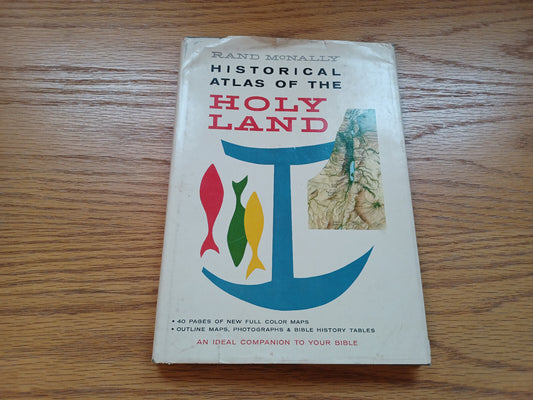 RAND McNALLY
HISTORICAL
ATLAS OF THE
HOLY
LAND
• 40 PAGES OF NEW FULL COLOR MAPS
• OUTLINE MAPS, PHOTOGRAPHS & BIBLE HISTORY TABLES
AN IDEAL COMPANION TO YOUR BIBLE